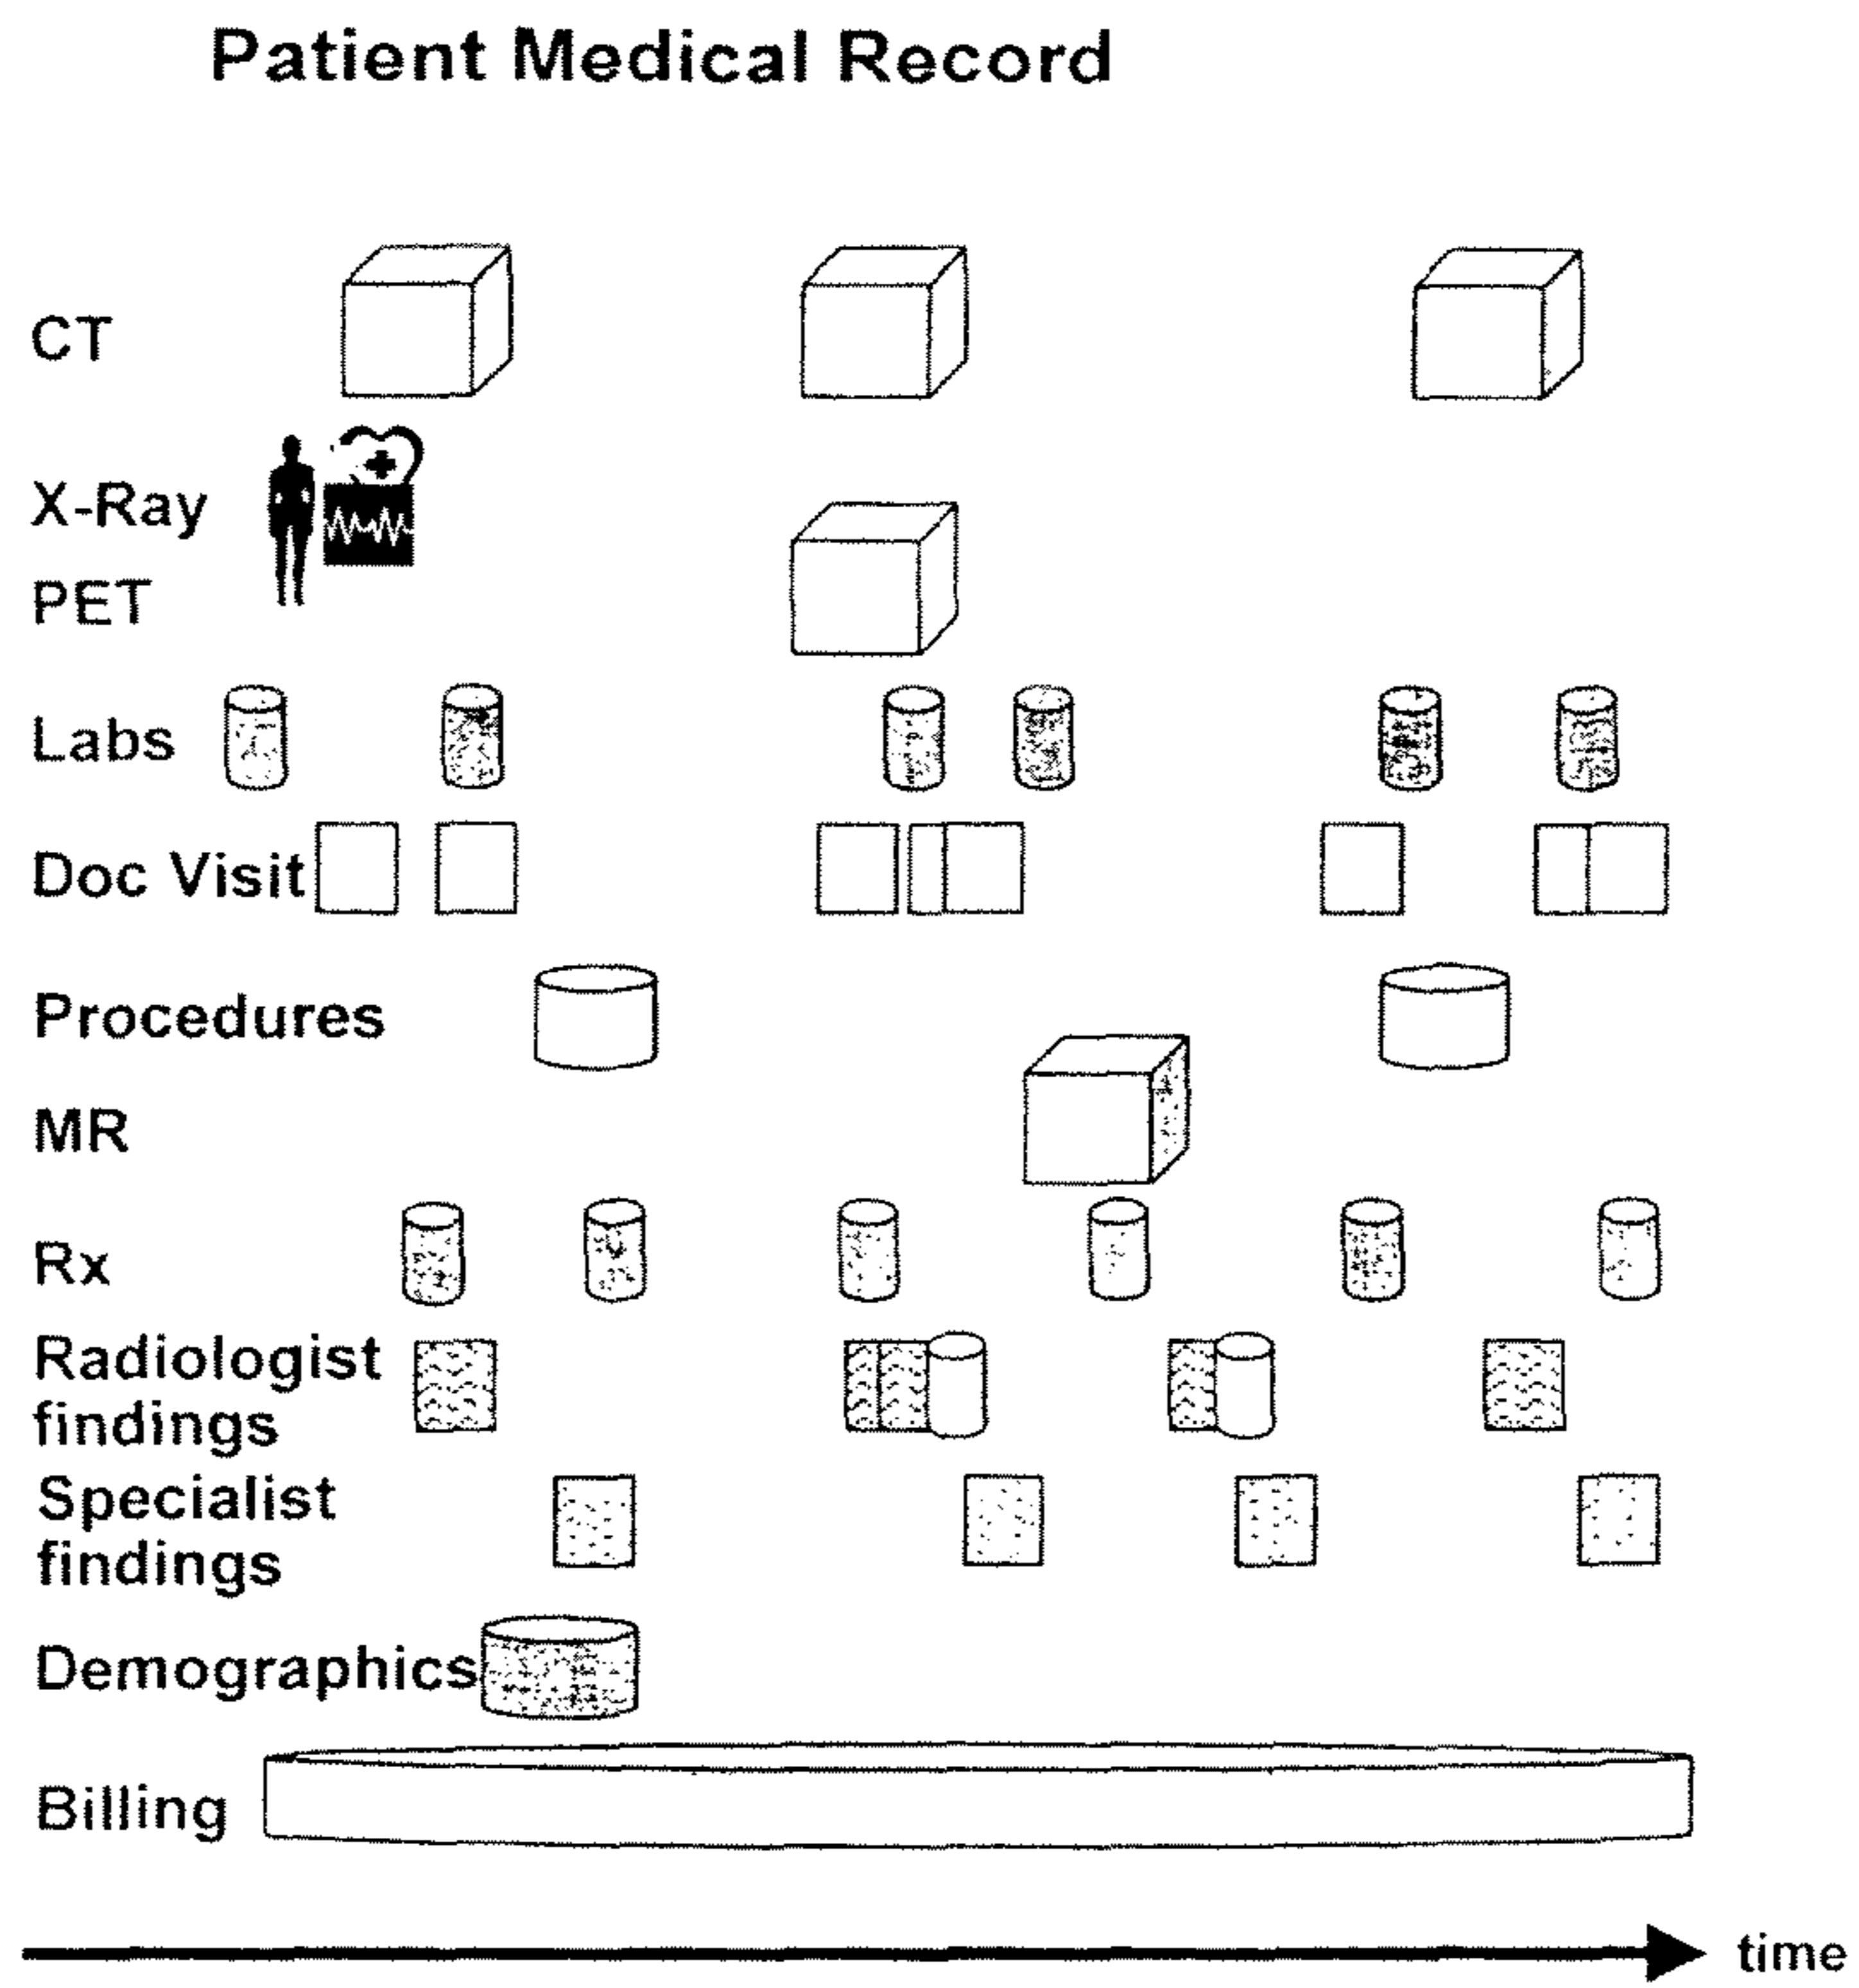 Patient Medical Record
CT
X-Ray
PET
Labs
Doc Visit
Procedures
MR
Rx
Radiologist
findings
Specialist
findings
Demographics
Billing
time